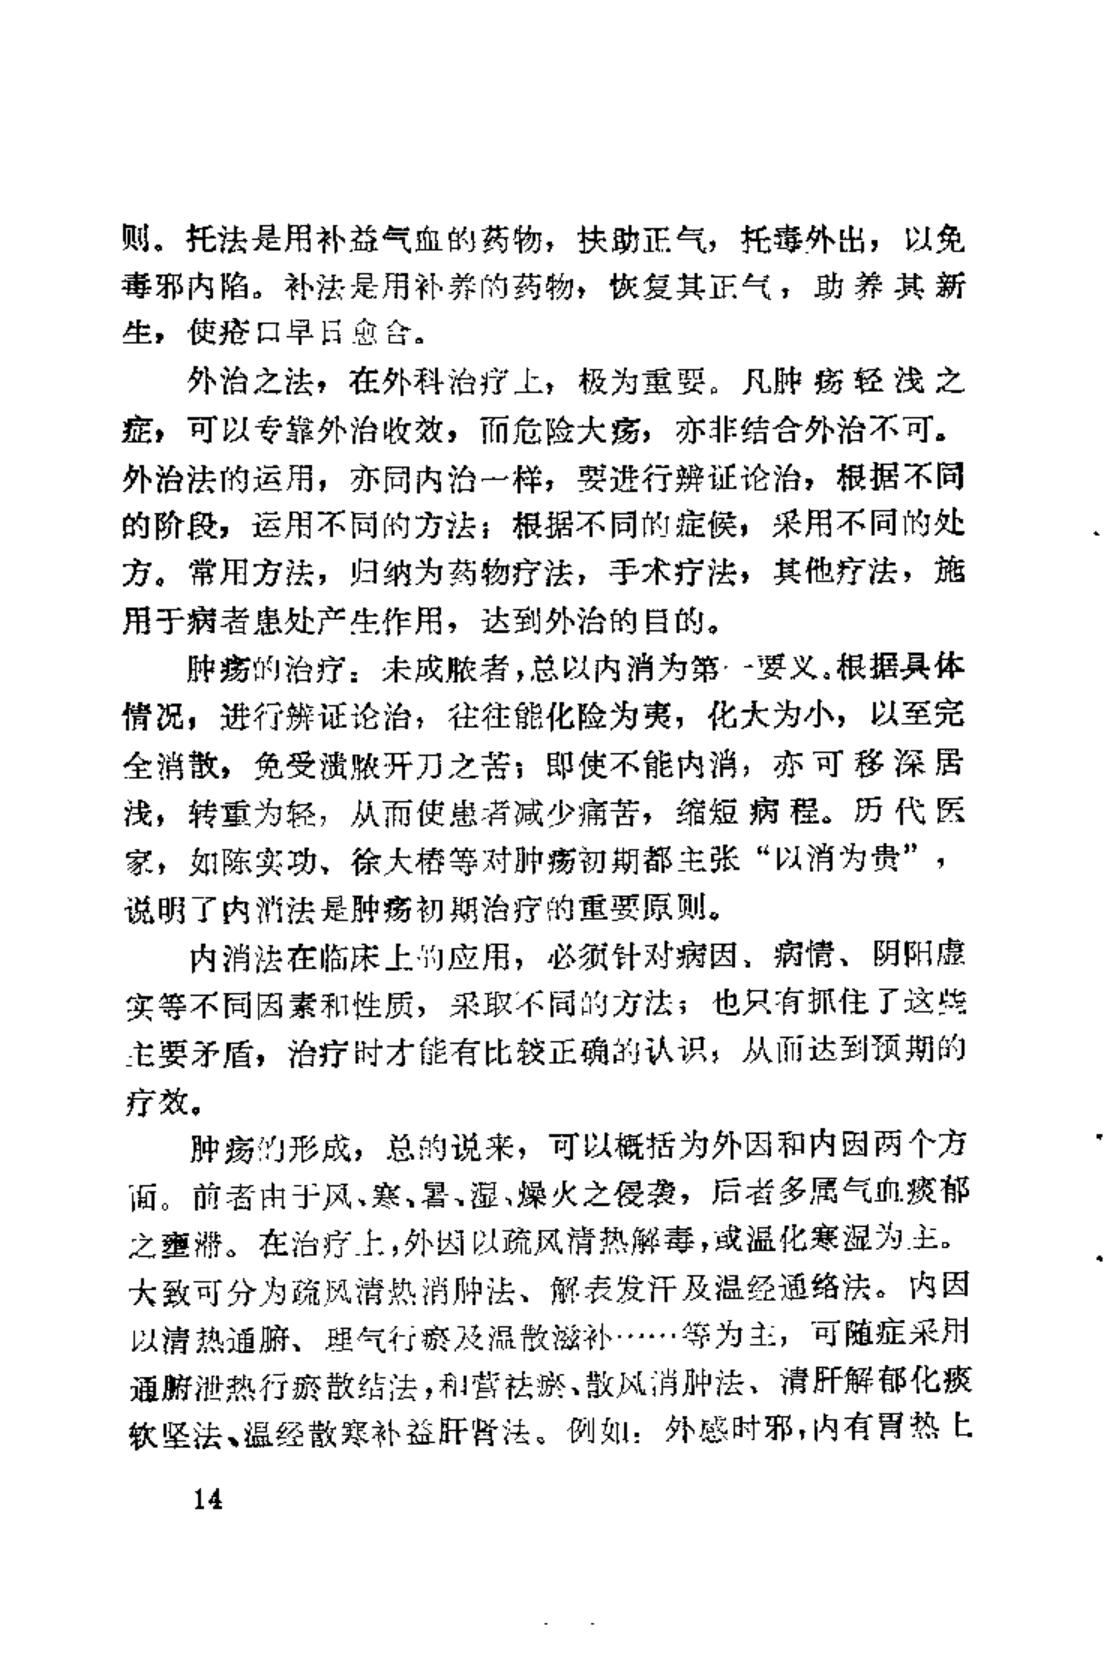 则。托法是用补益气血的药物，扶助正气，托毒外出，以免
毒邪内陷。补法是用补养的药物，恢复其正气，助养其新
生，使疮口早日愈合。
外治之法，在外科治疗上，极为重要。凡肿疡轻浅之
症，可以专靠外治收效，而危险大疡，亦非结合外治不可。
外治法的运用，亦同内治一样，要进行辨证论治，根据不同
的阶段，运用不同的方法；根据不同的症候，采用不同的处
方。常用方法，归纳为药物疗法，手术疗法，其他疗法，施
用于病者患处产生作用，达到外治的目的。
肿疡的治疗：未成脓者，总以内消为第一要义。根据具体
情况，进行辨证论治，往往能化险为夷，化大为小，以至完
全消散，免受溃脓开刀之苦；即使不能内消，亦可移深居
浅，转重为轻，从而使患者减少痛苦，缩短病程。历代医
家，如陈实功、徐大椿等对肿疡初期都主张“以消为贵”，
说明了内消法是肿疡初期治疗的重要原则。
内消法在临床上的应用，必须针对病因、病情、阴阳虚
实等不同因素和性质，采取不同的方法；也只有抓住了这些
主要矛盾，治疗时才能有比较正确的认识，从而达到预期的
疗效。
肿疡的形成，总的说来，可以概括为外因和内因两个方
面。前者由于风、寒、暑、湿、燥火之侵袭，后者多属气血痰郁
之壅滞。在治疗上，外因以疏风清热解毒，或温化寒湿为主。
大致可分为疏风清热消肿法、解表发汗及温经通络法。内因
以清热通腑、理气行瘀及温散滋补……等为主，可随症采用
通腑泄热行瘀散结法，和营祛瘀、散风消肿法、清肝解郁化痰
软坚法、温经散寒补益肝肾法。例如：外感时邪，内有胃热上
14